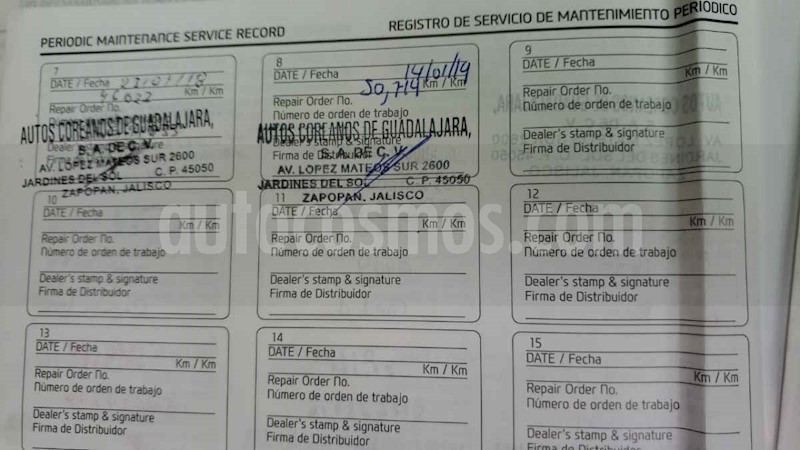 PERIODIC MAINTENANCE SERVICE RECORD
REGISTRO DE SERVICIO DE MANTENIMIENTO PERIODICO
7
DATE / Fecha
Km / Km
Repair Order No.
AUTOS COREANOS DE GUADALAJARA,
S. A. DE C. V.
AV. LOPEZ MATEOS SUR 2600
JARDINES DEL SOL C. P. 45050
ZAPOPAN, JALISCO
8
DATE / Fecha 14/01/19
50,714 Km / Km
Repair Order No.
Número de orden de trabajo
AUTOS COREANOS DE GUADALAJARA,
S. A. DE C. V.
AV. LOPEZ MATEOS SUR 2600
JARDINES DEL SOL C. P. 45050
ZAPOPAN, JALISCO
9
DATE / Fecha
Km / Km
Repair Order No.
Número de orden de trabajo
Dealer's stamp & signature
Firma de Distribuidor
10
DATE / Fecha
Km / Km
Repair Order No.
Número de orden de trabajo
Dealer's stamp & signature
Firma de Distribuidor
11
DATE / Fecha
Km / Km
Repair Order No.
Número de orden de trabajo
Dealer's stamp & signature
Firma de Distribuidor
12
DATE / Fecha
Km / Km
Repair Order No.
Número de orden de trabajo
Dealer's stamp & signature
Firma de Distribuidor
autocosmos.com
13
DATE / Fecha
Km / Km
Repair Order No.
Número de orden de trabajo
Dealer's stamp & signature
Firma de Distribuidor
14
DATE / Fecha
Km / Km
Repair Order No.
Número de orden de trabajo
Dealer's stamp & signature
Firma de Distribuidor
15
DATE / Fecha
Km / Km
Repair Order No.
Número de orden de trabajo
Dealer's stamp & signature
Firma de Distribuidor